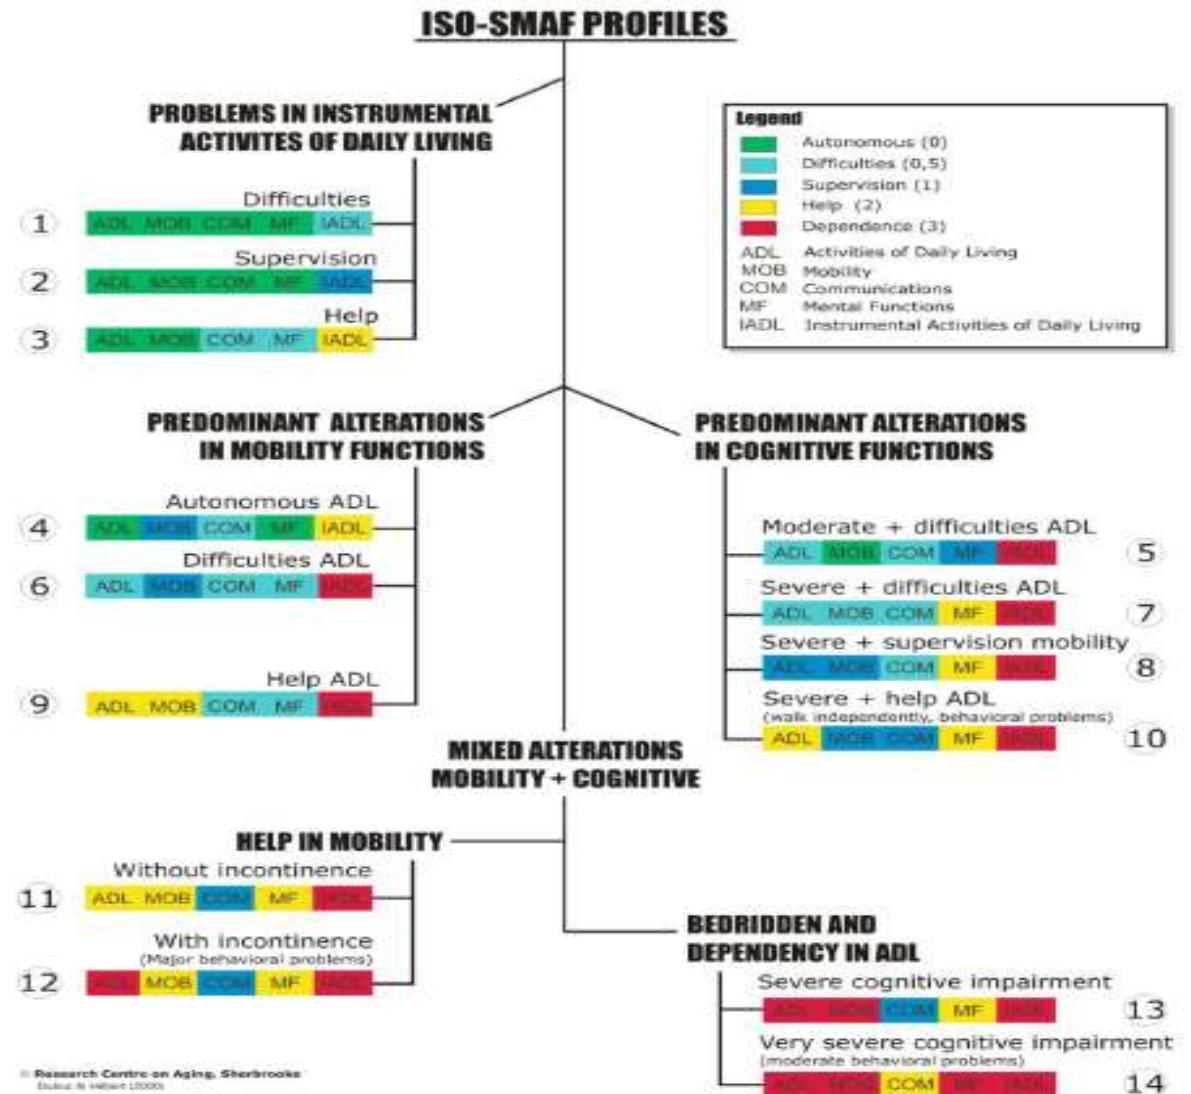 ISO-SMAF PROFILES
PROBLEMS IN INSTRUMENTAL
ACTIVITES OF DAILY LIVING
Difficulties
1 ADL MOB COM MF IADL
Supervision
2 ADL MOB COM MF IADL
Help
3 ADL MOB COM MF IADL
Legend
Autonomous (0)
Difficulties (0,5)
Supervision (1)
Help (2)
Dependence (3)
ADL Activities of Daily Living
MOB Mobility
COM Communications
MF Mental Functions
IADL Instrumental Activities of Daily Living
PREDOMINANT ALTERATIONS
IN MOBILITY FUNCTIONS
Autonomous ADL
4 ADL MOB COM MF IADL
Difficulties ADL
6 ADL MOB COM MF IADL
Help ADL
9 ADL MOB COM MF IADL
PREDOMINANT ALTERATIONS
IN COGNITIVE FUNCTIONS
Moderate + difficulties ADL
ADL MOB COM MF IADL 5
Severe + difficulties ADL
ADL MOB COM MF IADL 7
Severe + supervision mobility
ADL MOB COM MF IADL 8
Severe + help ADL
(walk independently, behavioral problems)
ADL MOB COM MF IADL 10
MIXED ALTERATIONS
MOBILITY + COGNITIVE
HELP IN MOBILITY
Without incontinence
11 ADL MOB COM MF IADL
With incontinence
(Major behavioral problems)
12 ADL MOB COM MF IADL
BEDRIDDEN AND
DEPENDENCY IN ADL
Severe cognitive impairment
ADL MOB COM MF IADL 13
Very severe cognitive impairment
(moderate behavioral problems)
ADL MOB COM MF IADL 14
© Research Centre on Aging, Sherbrooke
(2000)